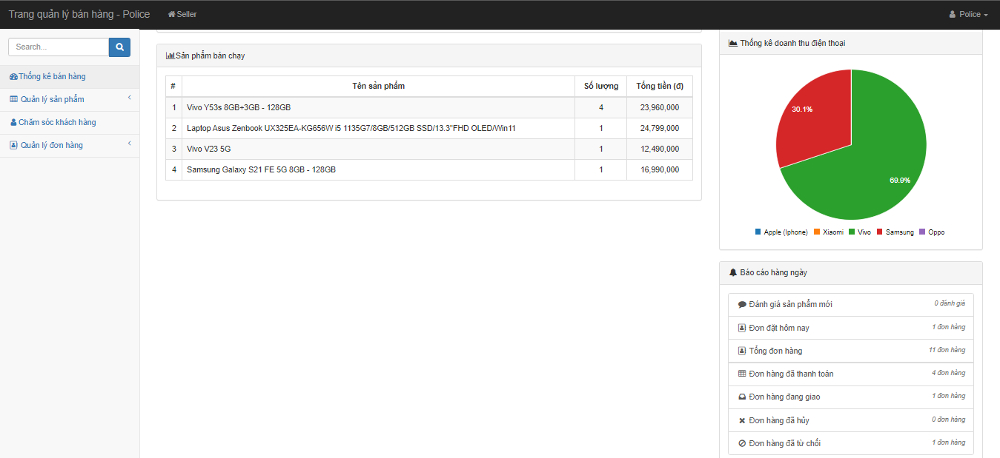 Trang quản lý bán hàng - Police
Seller
Police
Search...
Thống kê bán hàng
Quản lý sản phẩm
Chăm sóc khách hàng
Quản lý đơn hàng
Sản phẩm bán chạy
# Tên sản phẩm Số lượng Tổng tiền (đ)
1 Vivo Y53s 8GB+3GB - 128GB 4 23,960,000
2 Laptop Asus Zenbook UX325EA-KG656W i5 1135G7/8GB/512GB SSD/13.3"FHD OLED/Win11 1 24,799,000
3 Vivo V23 5G 1 12,490,000
4 Samsung Galaxy S21 FE 5G 8GB - 128GB 1 16,990,000
Thống kê doanh thu điện thoại
30.1%
69.9%
Apple (Iphone) Xiaomi Vivo Samsung Oppo
Báo cáo hàng ngày
Đánh giá sản phẩm mới 0 đánh giá
Đơn đặt hôm nay 1 đơn hàng
Tổng đơn hàng 11 đơn hàng
Đơn hàng đã thanh toán 4 đơn hàng
Đơn hàng đang giao 1 đơn hàng
Đơn hàng đã hủy 0 đơn hàng
Đơn hàng đã từ chối 1 đơn hàng